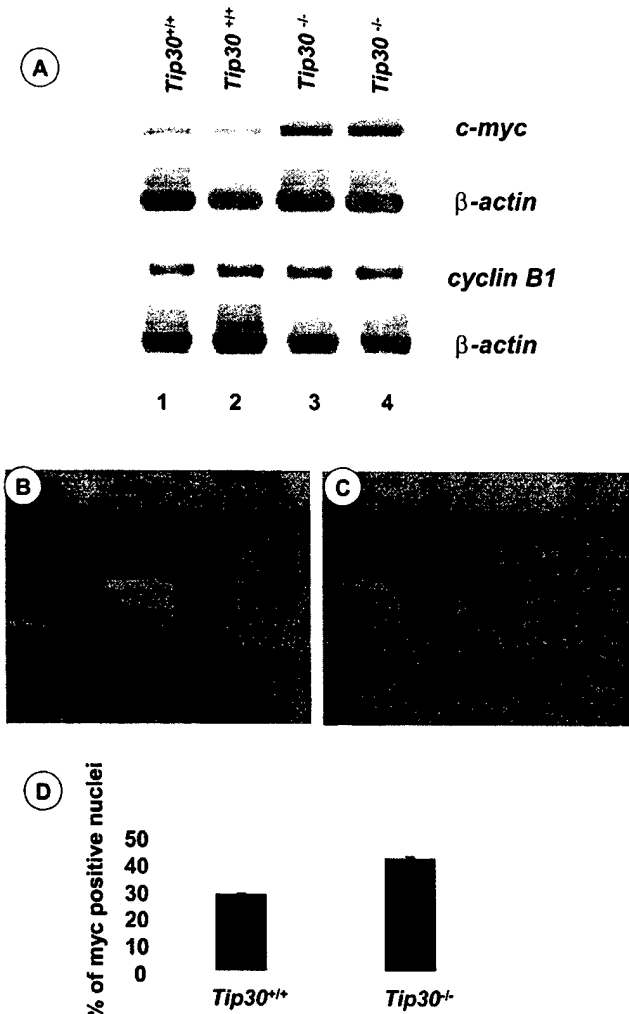 A
Tip30+/+ Tip30 +/+ Tip30 -/- Tip30 -/-
c-myc
β-actin
cyclin B1
β-actin
1 2 3 4
B C
D
% of myc positive nuclei
50
40
30
20
10
0
Tip30+/+ Tip30-/-